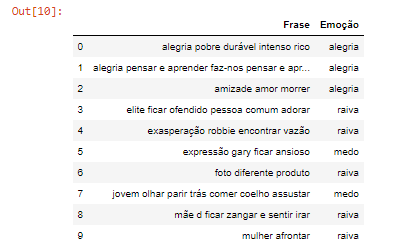 Out[10]:
Frase Emoção
0 alegria pobre durável intenso rico alegria
1 alegria pensar e aprender faz-nos pensar e apr... alegria
2 amizade amor morrer alegria
3 elite ficar ofendido pessoa comum adorar raiva
4 exasperação robbie encontrar vazão raiva
5 expressão gary ficar ansioso medo
6 foto diferente produto raiva
7 jovem olhar parir trás comer coelho assustar medo
8 mãe d ficar zangar e sentir irar raiva
9 mulher afrontar raiva